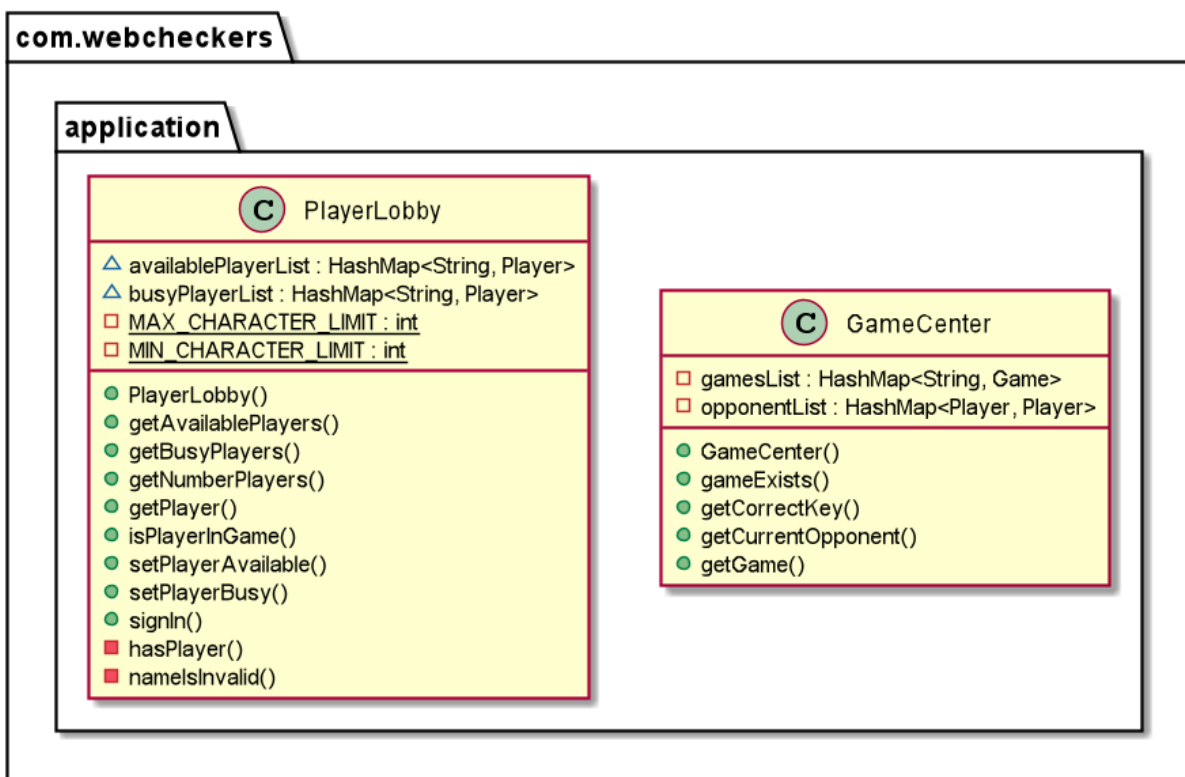 com.webcheckers
application
C PlayerLobby
availablePlayerList : HashMap<String, Player>
busyPlayerList : HashMap<String, Player>
MAX_CHARACTER_LIMIT : int
MIN_CHARACTER_LIMIT : int
PlayerLobby()
getAvailablePlayers()
getBusyPlayers()
getNumberPlayers()
getPlayer()
isPlayerInGame()
setPlayerAvailable()
setPlayerBusy()
signIn()
hasPlayer()
nameIsInvalid()
C GameCenter
gamesList : HashMap<String, Game>
opponentList : HashMap<Player, Player>
GameCenter()
gameExists()
getCorrectKey()
getCurrentOpponent()
getGame()